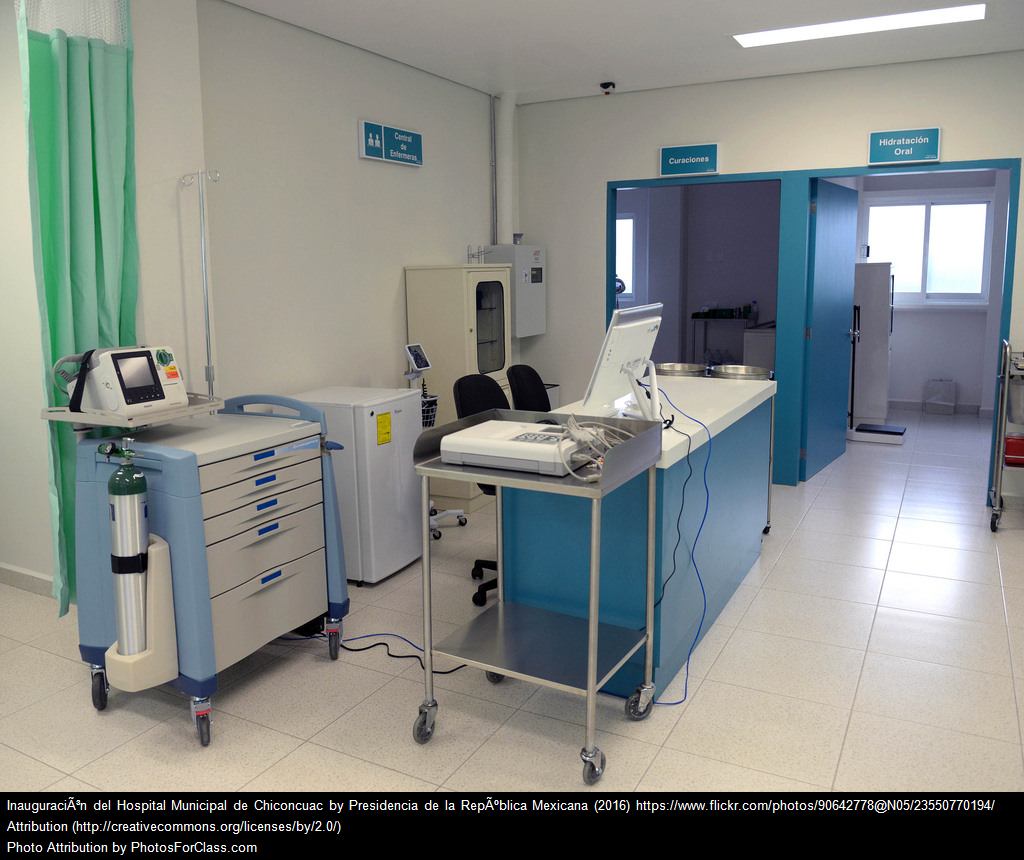 Central
de
Enfermeras
Curaciones
Hidratación
Oral
InauguraciÃ³n del Hospital Municipal de Chiconcuac by Presidencia de la RepÃºblica Mexicana (2016) https://www.flickr.com/photos/90642778@N05/23550770194/
Attribution (http://creativecommons.org/licenses/by/2.0/)
Photo Attribution by PhotosForClass.com